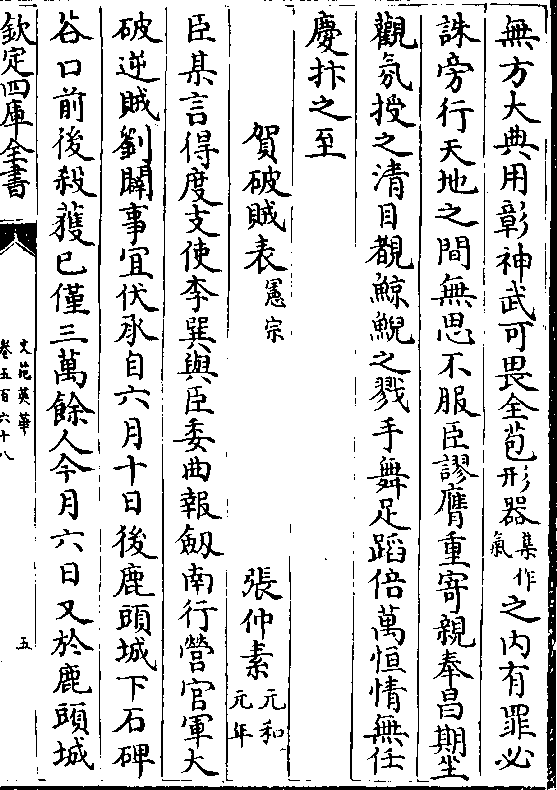 無方大典用彰神武可畏全苞形器集作氣之内有罪必
誅旁行天地之間無思不服臣謬膺重寄親奉昌期坐
觀氛祲之清目覩鯨鯢之戮手舞足蹈倍萬恒情無任
慶抃之至
賀破賊表憲宗 張仲素元和元年
臣某言得度支使李巽與臣委曲報劔南行營官軍大
破逆賊劉闢事宜伏承自六月十日後鹿頭城下石碑
谷口前後殺獲已僅三萬餘人今月六日又於鹿頭城
欽定四庫全書 文苑英華 卷五百六十八 五